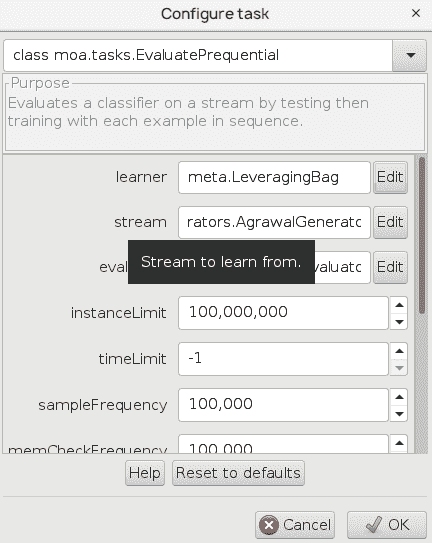 Configure task
×
class moa.tasks.EvaluatePrequential
Purpose
Evaluates a classifier on a stream by testing then
training with each example in sequence.
learner meta.LeveragingBag Edit
stream rators.AgrawalGenerato Edit
Stream to learn from.
eval valuato Edit
instanceLimit 100,000,000
timeLimit -1
sampleFrequency 100,000
memCheckFrequency 100,000
Help Reset to defaults
Cancel OK